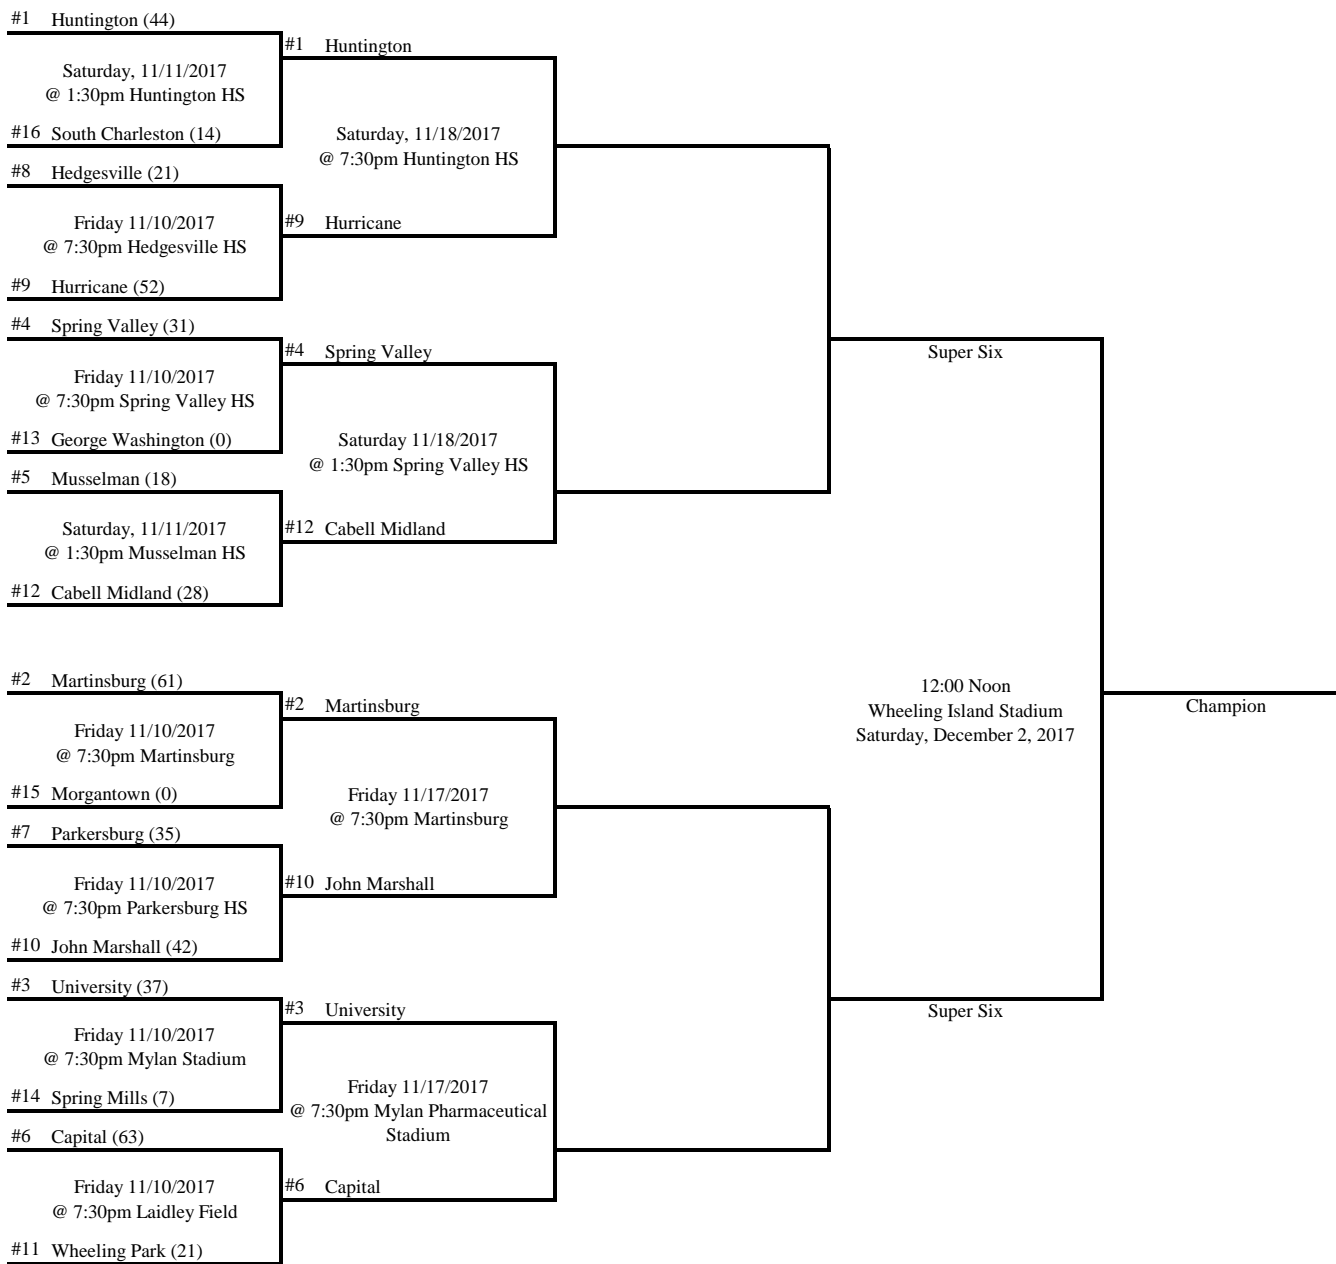 #1 Huntington (44)
#1 Huntington
Saturday, 11/11/2017
@ 1:30pm Huntington HS
#16 South Charleston (14)
Saturday, 11/18/2017
@ 7:30pm Huntington HS
#8 Hedgesville (21)
Friday 11/10/2017
@ 7:30pm Hedgesville HS
#9 Hurricane
#9 Hurricane (52)
#4 Spring Valley (31)
#4 Spring Valley
Super Six
Friday 11/10/2017
@ 7:30pm Spring Valley HS
#13 George Washington (0)
Saturday 11/18/2017
@ 1:30pm Spring Valley HS
#5 Musselman (18)
Saturday, 11/11/2017
@ 1:30pm Musselman HS
#12 Cabell Midland
#12 Cabell Midland (28)
#2 Martinsburg (61)
#2 Martinsburg
12:00 Noon
Wheeling Island Stadium
Saturday, December 2, 2017
Champion
Friday 11/10/2017
@ 7:30pm Martinsburg
#15 Morgantown (0)
Friday 11/17/2017
@ 7:30pm Martinsburg
#7 Parkersburg (35)
Friday 11/10/2017
@ 7:30pm Parkersburg HS
#10 John Marshall
#10 John Marshall (42)
#3 University (37)
#3 University
Super Six
Friday 11/10/2017
@ 7:30pm Mylan Stadium
#14 Spring Mills (7)
Friday 11/17/2017
@ 7:30pm Mylan Pharmaceutical
Stadium
#6 Capital (63)
Friday 11/10/2017
@ 7:30pm Laidley Field
#6 Capital
#11 Wheeling Park (21)